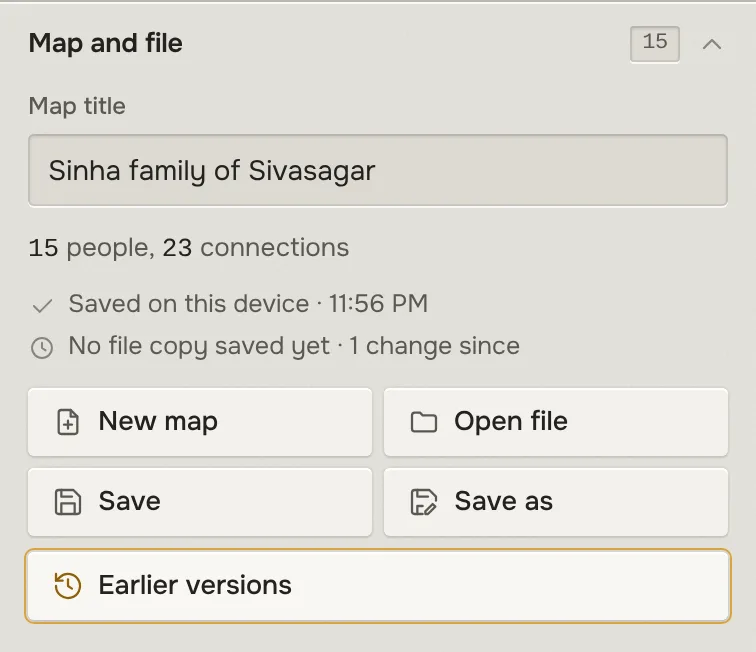 Map and file 15
Map title
Sinha family of Sivasagar
15 people, 23 connections
Saved on this device · 11:56 PM
No file copy saved yet · 1 change since
New map
Open file
Save
Save as
Earlier versions